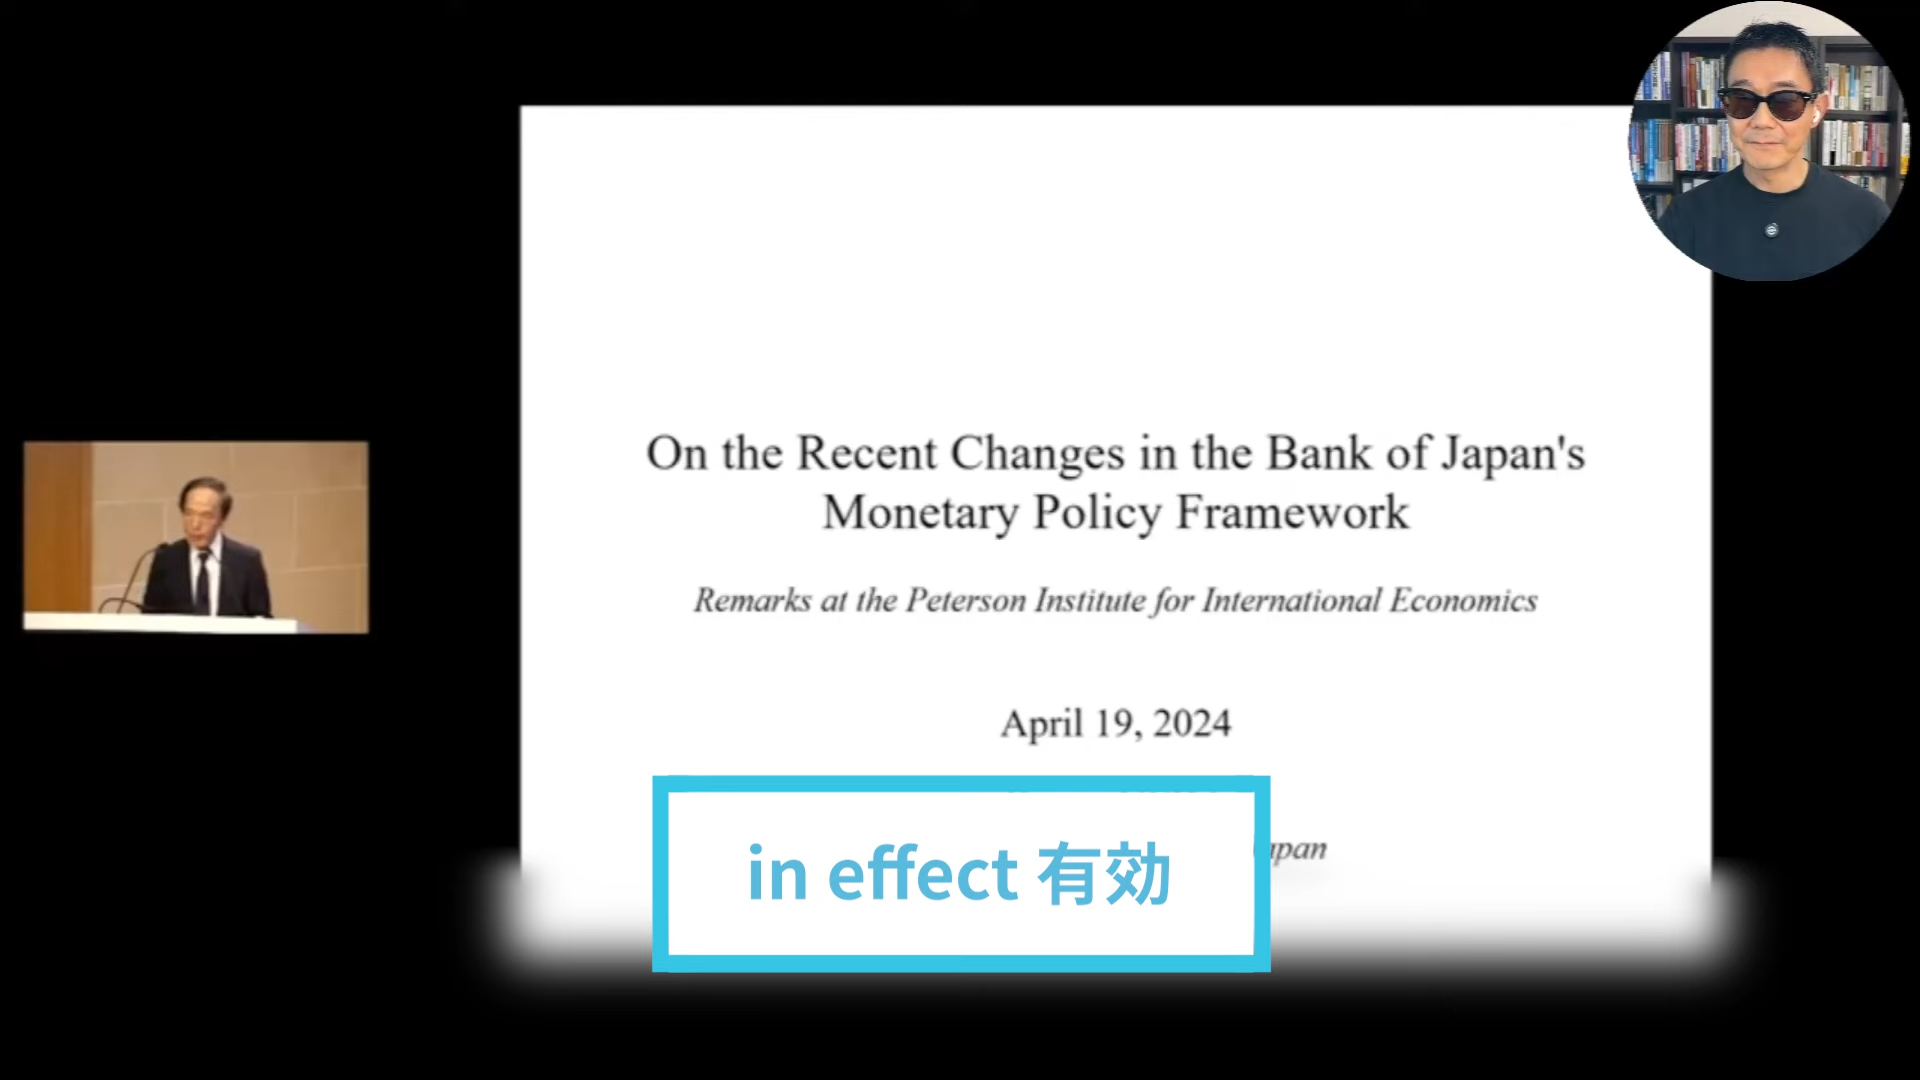 On the Recent Changes in the Bank of Japan's
Monetary Policy Framework
Remarks at the Peterson Institute for International Economics
April 19, 2024
in effect 有効